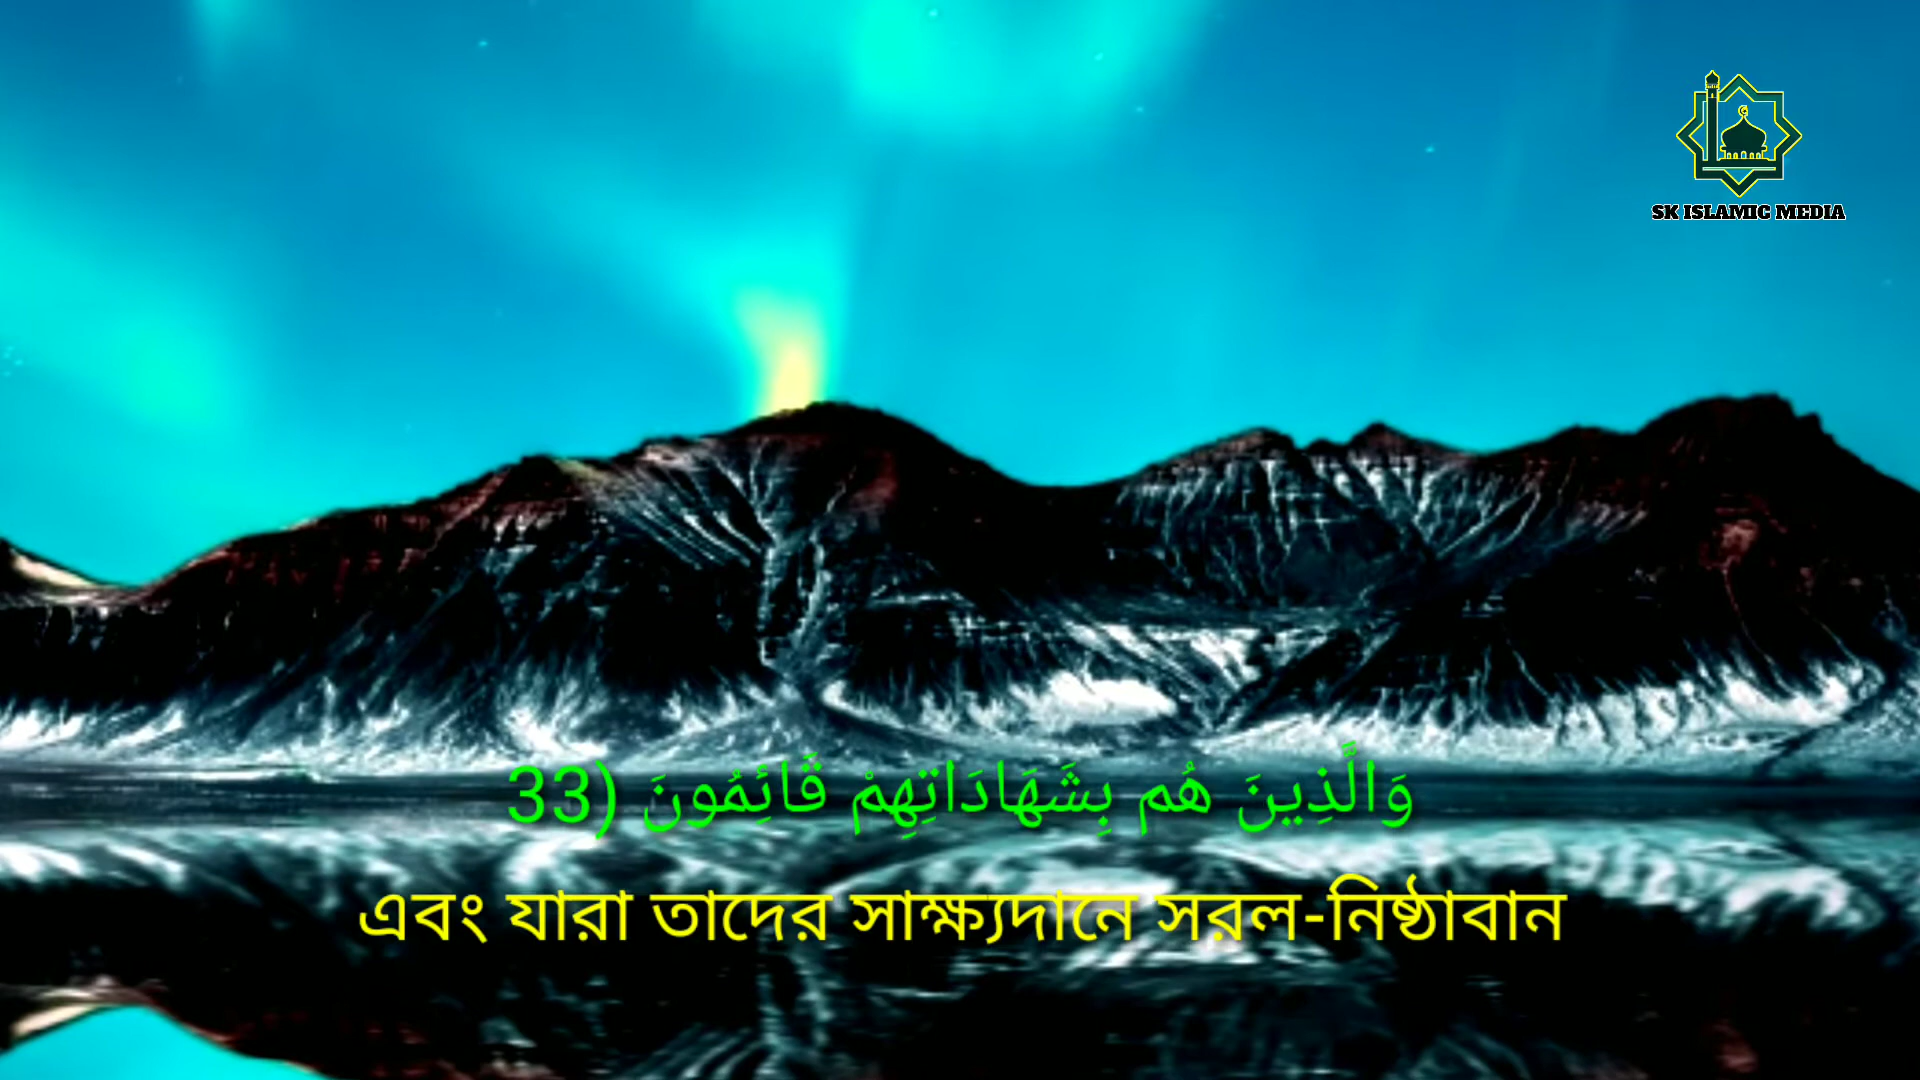 SK ISLAMIC MEDIA
وَالَّذِينَ هُم بِشَهَادَاتِهِمْ قَائِمُونَ (33
এবং যারা তাদের সাক্ষ্যদানে সরল-নিষ্ঠাবান